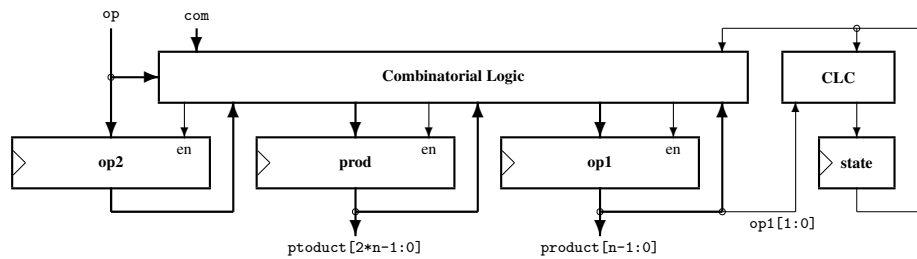 op com
Combinatorial Logic CLC
en en en
op2 prod op1 state
op1[1:0]
ptoduct[2*n-1:0] product[n-1:0]